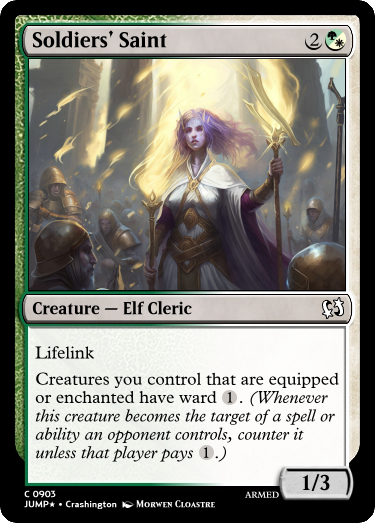 Soldiers' Saint 2
Creature — Elf Cleric
Lifelink
Creatures you control that are equipped
or enchanted have ward 1. (Whenever
this creature becomes the target of a spell or
ability an opponent controls, counter it
unless that player pays 1.)
1/3
C 0903
ARMED
JUMP★ • Crashington Morwen Cloastre